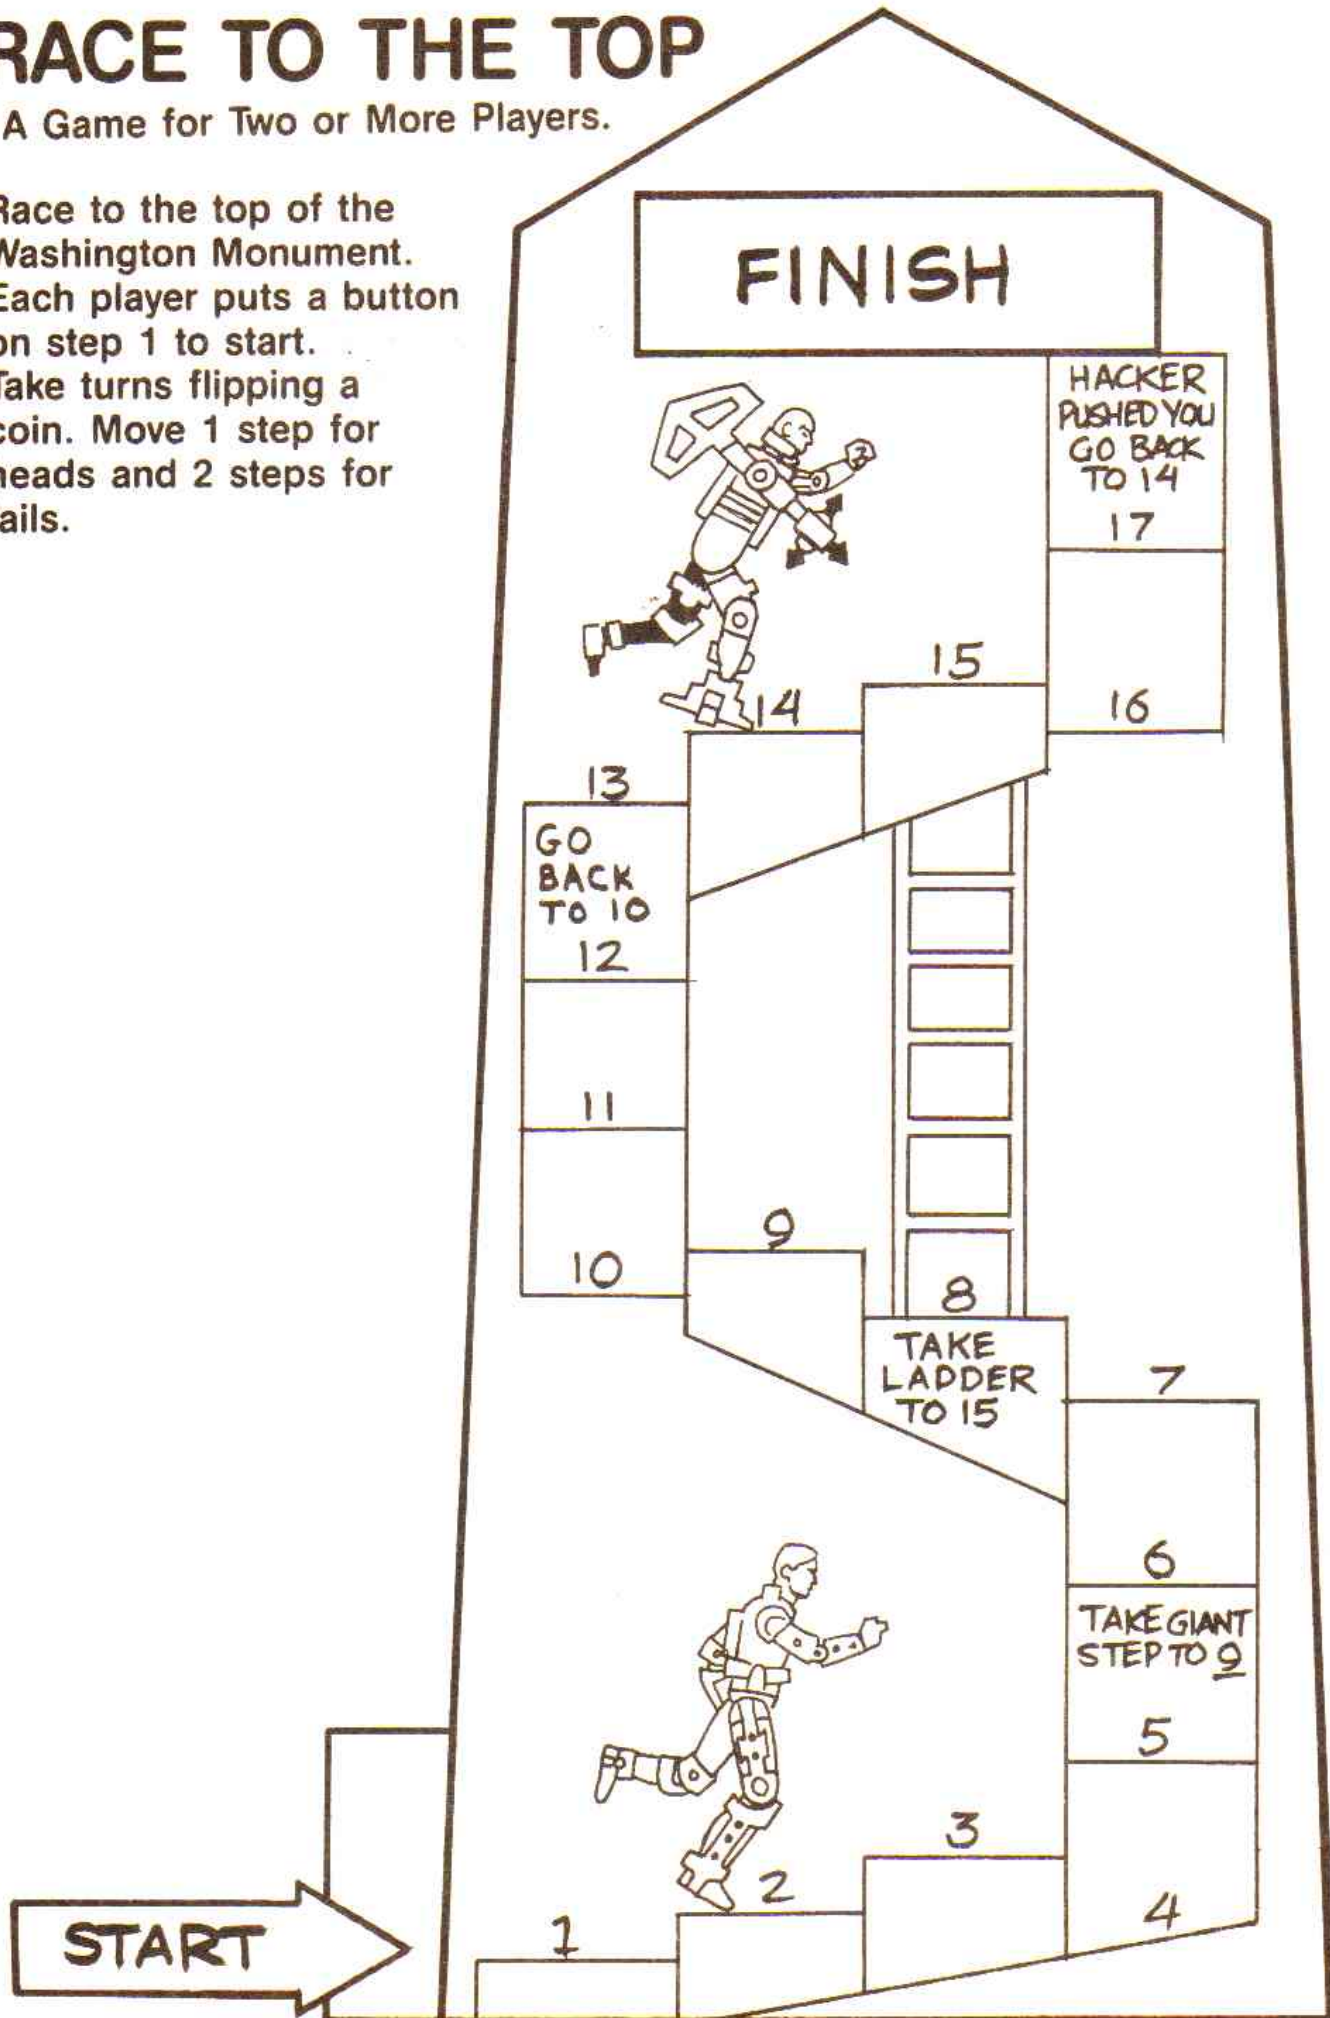 RACE TO THE TOP
A Game for Two or More Players.
Race to the top of the
Washington Monument.
Each player puts a button
on step 1 to start.
Take turns flipping a
coin. Move 1 step for
heads and 2 steps for
tails.
FINISH
HACKER
PUSHED YOU
GO BACK
TO 14
17
16
15
14
13
GO
BACK
TO 10
12
11
10
9
8
TAKE
LADDER
TO 15
7
6
TAKE GIANT
STEP TO 9
5
4
3
2
1
START